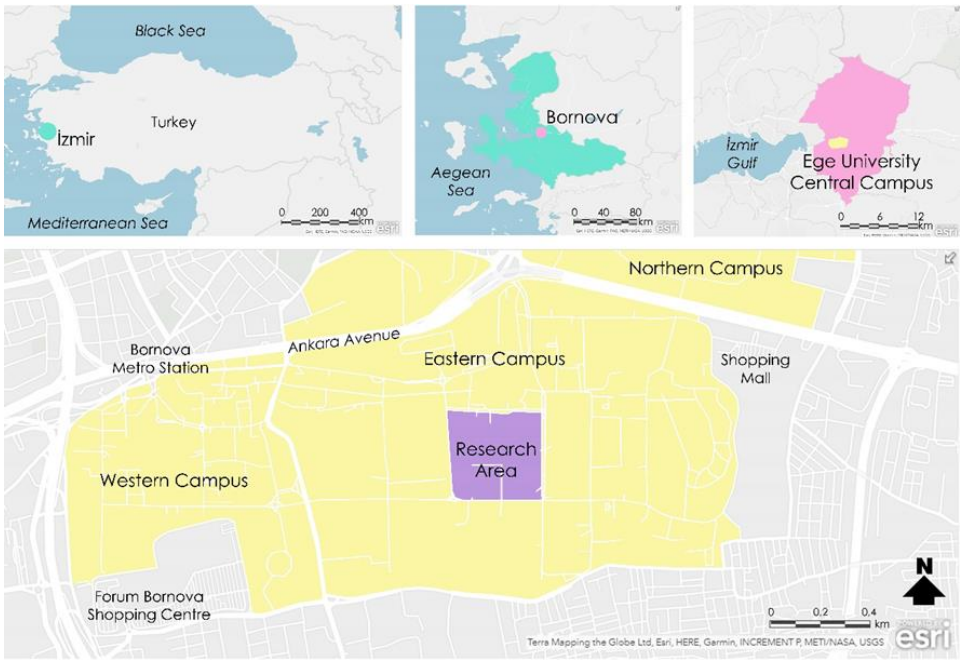 Black Sea
Turkey
İzmir
Mediterranean Sea
0 200 400
km
esri
Bornova
Aegean
Sea
0 40 80
km
esri
İzmir
Gulf
Ege University
Central Campus
0 6 12
km
esri
Northern Campus
Ankara Avenue
Bornova
Metro Station
Eastern Campus
Shopping
Mall
Research
Area
Western Campus
Forum Bornova
Shopping Centre
N
0 0,2 0,4
km
esri
Terra Mapping the Globe Ltd, Esri, HERE, Garmin, INCREMENT P, METI/NASA, USGS